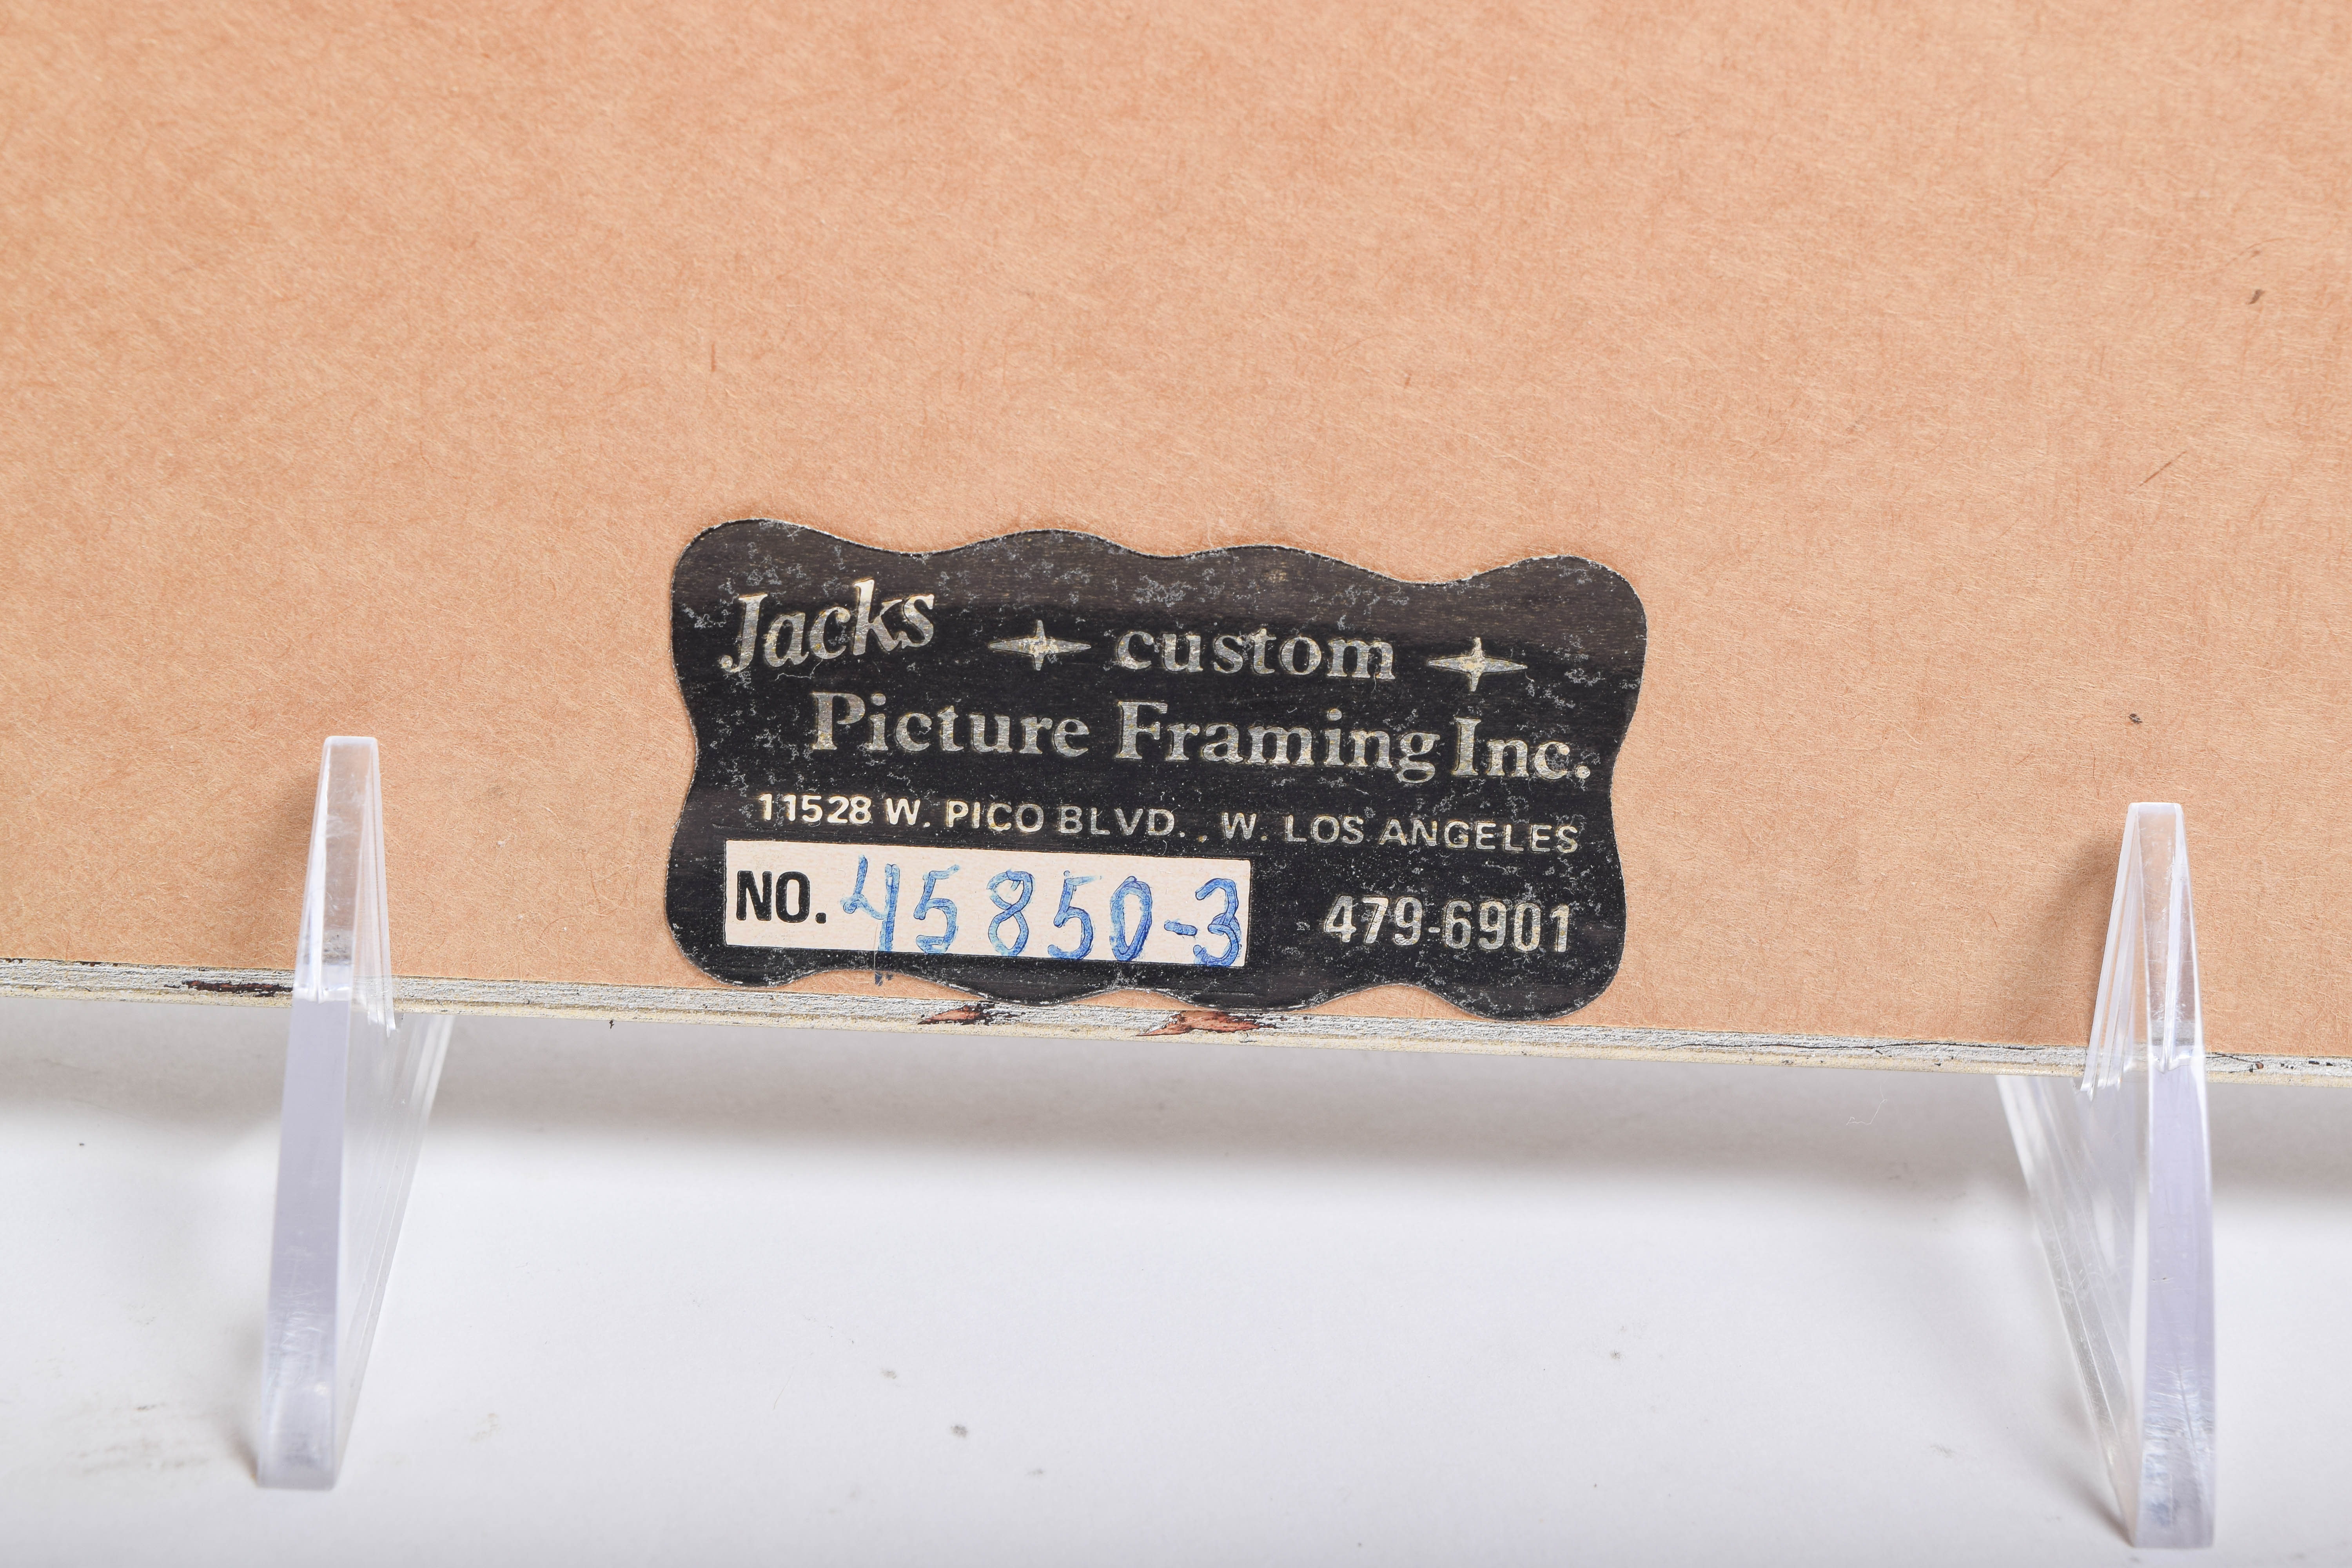 Jacks custom
Picture Framing Inc.
11528 W. PICO BLVD., W. LOS ANGELES
NO. 45850-3 479-6901